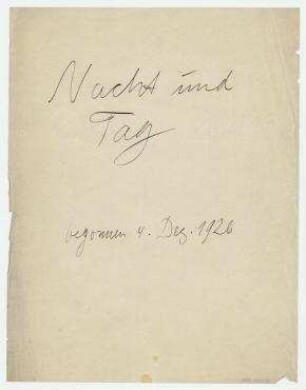 Nacht und
Tag
begonnen 4. Dez. 1926